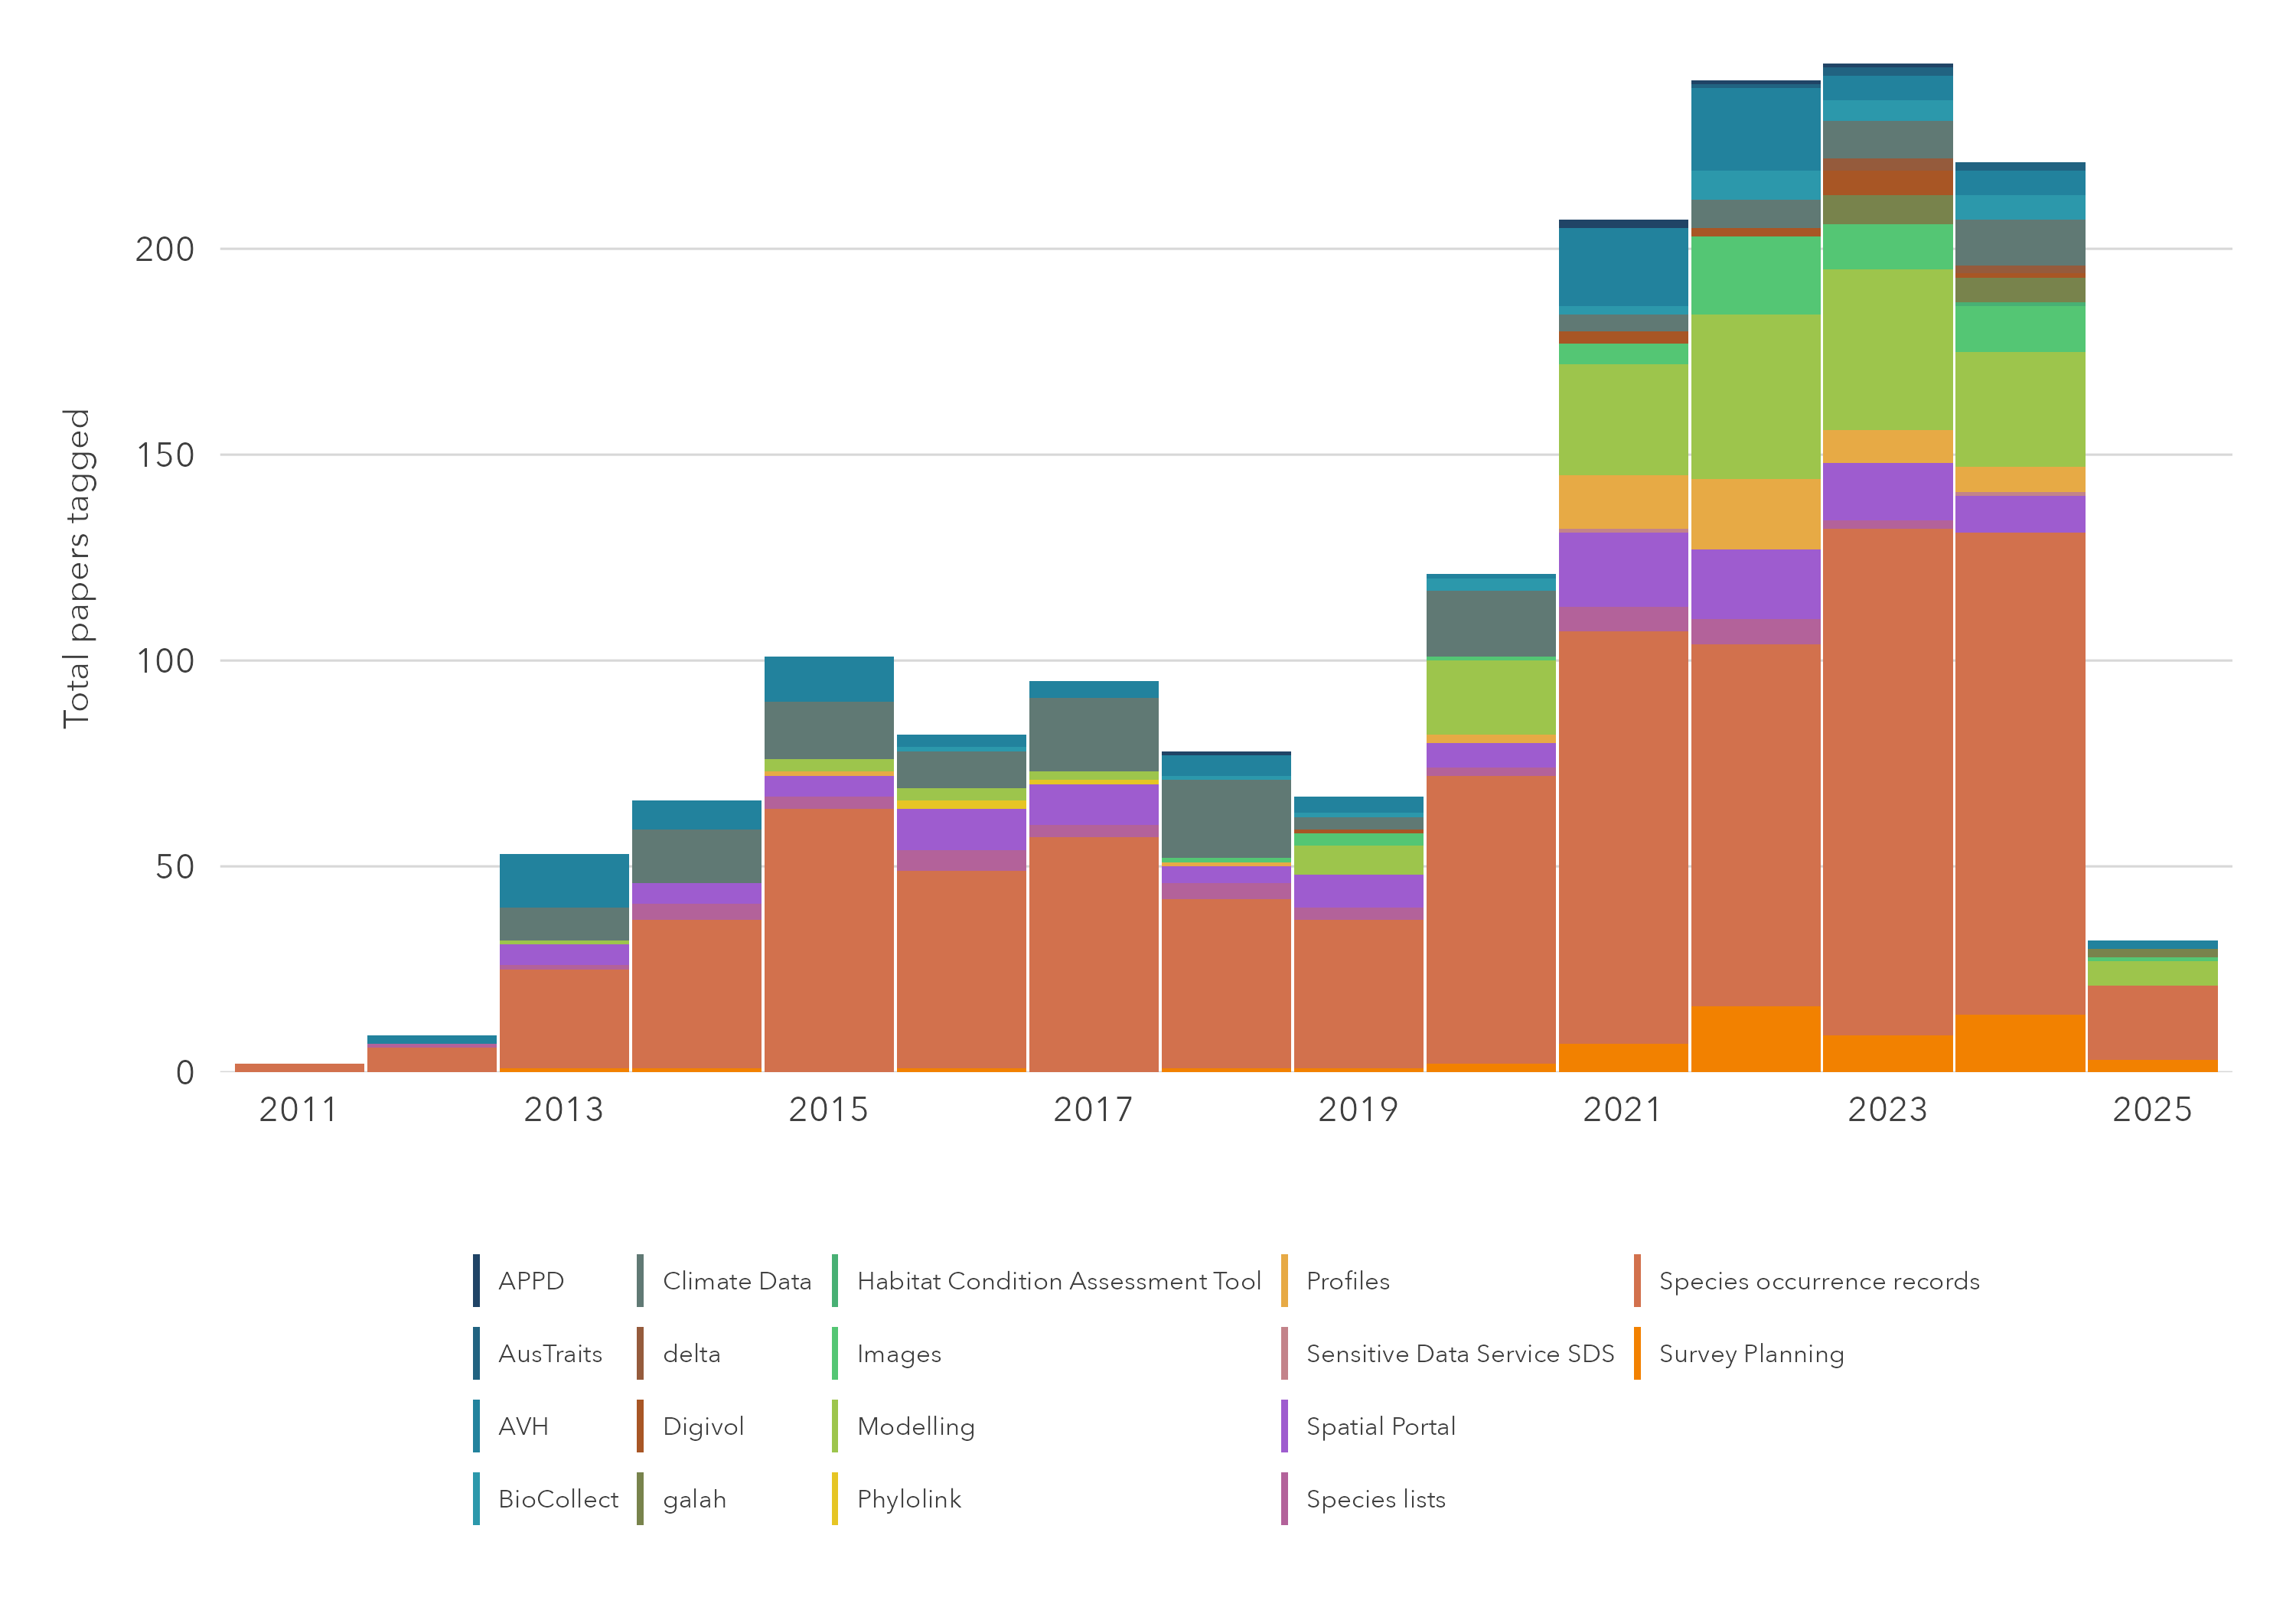 Total papers tagged
200
150
100
50
0
2011 2013 2015 2017 2019 2021 2023 2025
APPD Climate Data Habitat Condition Assessment Tool Profiles Species occurrence records
AusTraits delta Images Sensitive Data Service SDS Survey Planning
AVH Digivol Modelling Spatial Portal
BioCollect galah Phylolink Species lists